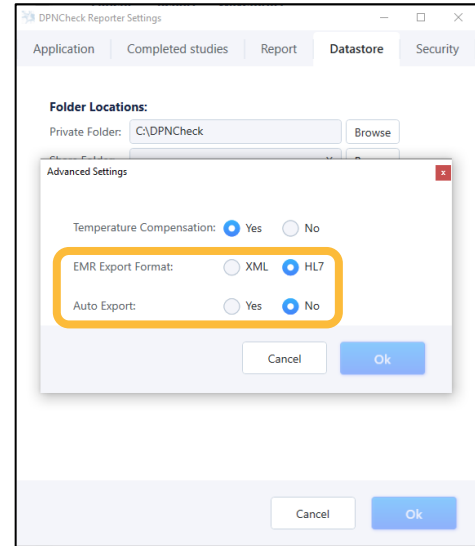 DPNCheck Reporter Settings
Application Completed studies Report Datastore Security
Folder Locations:
Private Folder: C:\DPNCheck Browse
Advanced Settings
Temperature Compensation: Yes No
EMR Export Format: XML HL7
Auto Export: Yes No
Cancel Ok
Cancel Ok